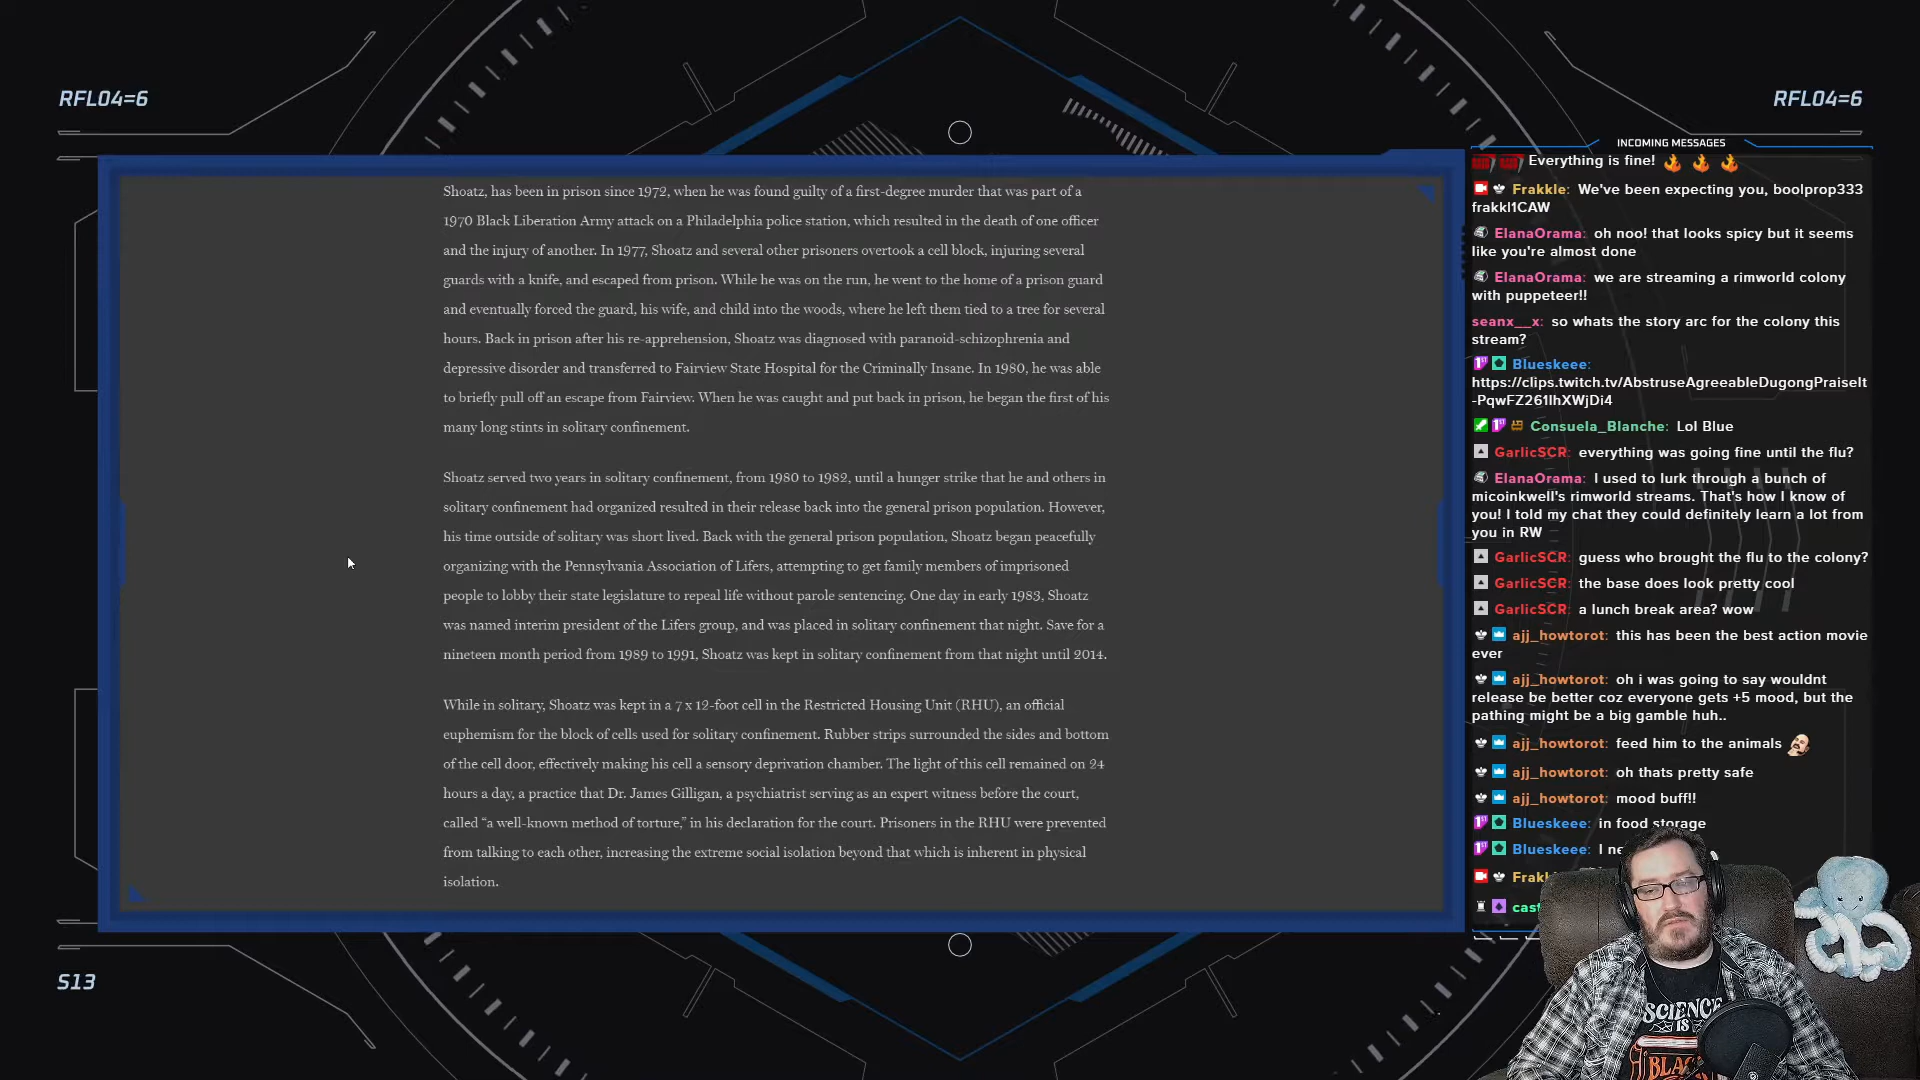 RFL04=6
RFL04=6
Shoatz, has been in prison since 1972, when he was found guilty of a first-degree murder that was part of a
1970 Black Liberation Army attack on a Philadelphia police station, which resulted in the death of one officer
and the injury of another. In 1977, Shoatz and several other prisoners overtook a cell block, injuring several
guards with a knife, and escaped from prison. While he was on the run, he went to the home of a prison guard
and eventually forced the guard, his wife, and child into the woods, where he left them tied to a tree for several
hours. Back in prison after his re-apprehension, Shoatz was diagnosed with paranoid-schizophrenia and
depressive disorder and transferred to Fairview State Hospital for the Criminally Insane. In 1980, he was able
to briefly pull off an escape from Fairview. When he was caught and put back in prison, he began the first of his
many long stints in solitary confinement.
Shoatz served two years in solitary confinement, from 1980 to 1982, until a hunger strike that he and others in
solitary confinement had organized resulted in their release back into the general prison population. However,
his time outside of solitary was short lived. Back with the general prison population, Shoatz began peacefully
organizing with the Pennsylvania Association of Lifers, attempting to get family members of imprisoned
people to lobby their state legislature to repeal life without parole sentencing. One day in early 1983, Shoatz
was named interim president of the Lifers group, and was placed in solitary confinement that night. Save for a
nineteen month period from 1989 to 1991, Shoatz was kept in solitary confinement from that night until 2014.
While in solitary, Shoatz was kept in a 7 x 12-foot cell in the Restricted Housing Unit (RHU), an official
euphemism for the block of cells used for solitary confinement. Rubber strips surrounded the sides and bottom
of the cell door, effectively making his cell a sensory deprivation chamber. The light of this cell remained on 24
hours a day, a practice that Dr. James Gilligan, a psychiatrist serving as an expert witness before the court,
called “a well-known method of torture,” in his declaration for the court. Prisoners in the RHU were prevented
from talking to each other, increasing the extreme social isolation beyond that which is inherent in physical
isolation.
INCOMING MESSAGES
Everything is fine!
Frakkle: We've been expecting you, boolprop333
frakkl1CAW
ElanaOrama: oh noo! that looks spicy but it seems
like you're almost done
ElanaOrama: we are streaming a rimworld colony
with puppeteer!!
seanx__x: so whats the story arc for the colony this
stream?
Blueskeee:
https://clips.twitch.tv/AbstruseAgreeableDugongPraiseIt
-PqwFZ261IhXWjDi4
Consuela_Blanche: Lol Blue
GarlicSCR: everything was going fine until the flu?
ElanaOrama: I used to lurk through a bunch of
micoinkwell's rimworld streams. That's how I know of
you! I told my chat they could definitely learn a lot from
you in RW
GarlicSCR: guess who brought the flu to the colony?
GarlicSCR: the base does look pretty cool
GarlicSCR: a lunch break area? wow
ajj_howtorot: this has been the best action movie
ever
ajj_howtorot: oh i was going to say wouldnt
release be better coz everyone gets +5 mood, but the
pathing might be a big gamble huh..
ajj_howtorot: feed him to the animals
ajj_howtorot: oh thats pretty safe
ajj_howtorot: mood buff!!
Blueskeee: in food storage
Blueskeee: I
S13
SCIENCE
IS